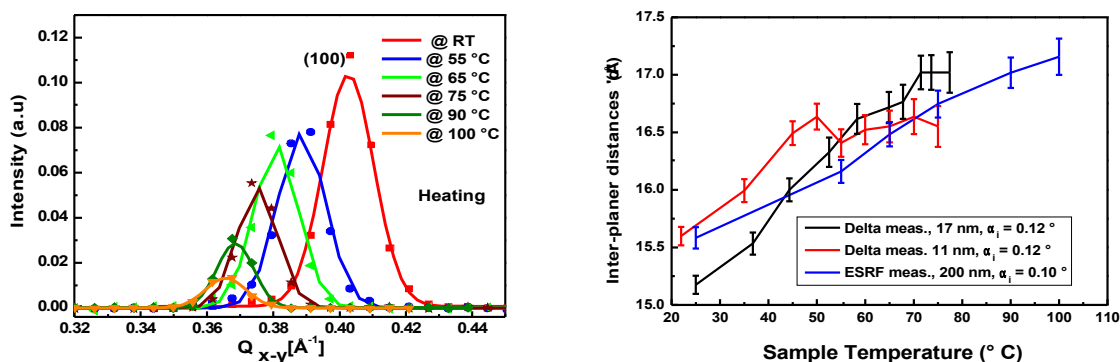 0.12
0.10
0.08
0.06
0.04
0.02
0.00
Intensity (a.u)
(100)
@ RT
@ 55 °C
@ 65 °C
@ 75 °C
@ 90 °C
@ 100 °C
Heating
0.32 0.34 0.36 0.38 0.40 0.42 0.44
Q x-y[Å-1]
17.5
17.0
16.5
16.0
15.5
15.0
Inter-planer distances
Delta meas., 17 nm, αi = 0.12 °
Delta meas. 11 nm, αi = 0.12°
ESRF meas., 200 nm, αi = 0.10 °
20 30 40 50 60 70 80 90 100 110
Sample Temperature (° C)